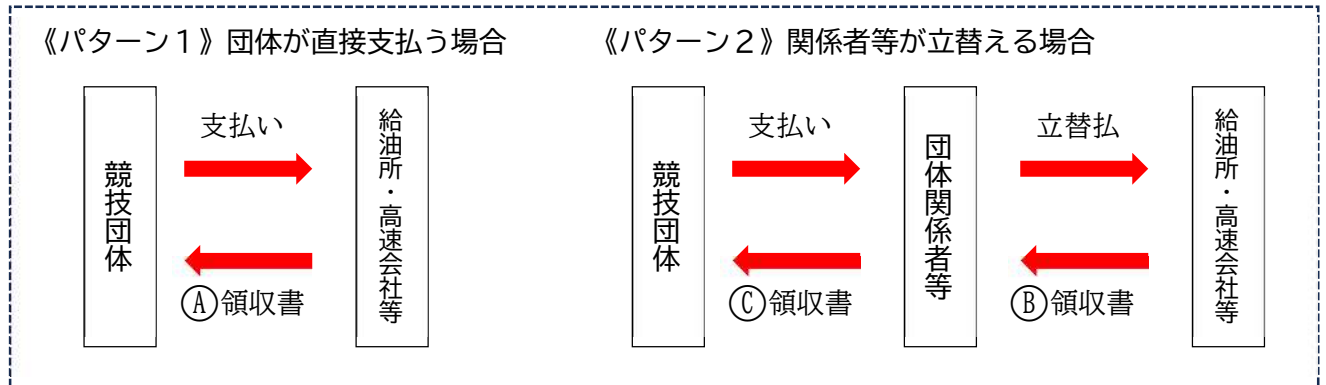 《パターン1》団体が直接支払う場合
競技団体
支払い
Ⓐ領収書
給油所・高速会社等
《パターン2》関係者等が立替える場合
競技団体
支払い
Ⓒ領収書
団体関係者等
立替払
Ⓑ領収書
給油所・高速会社等